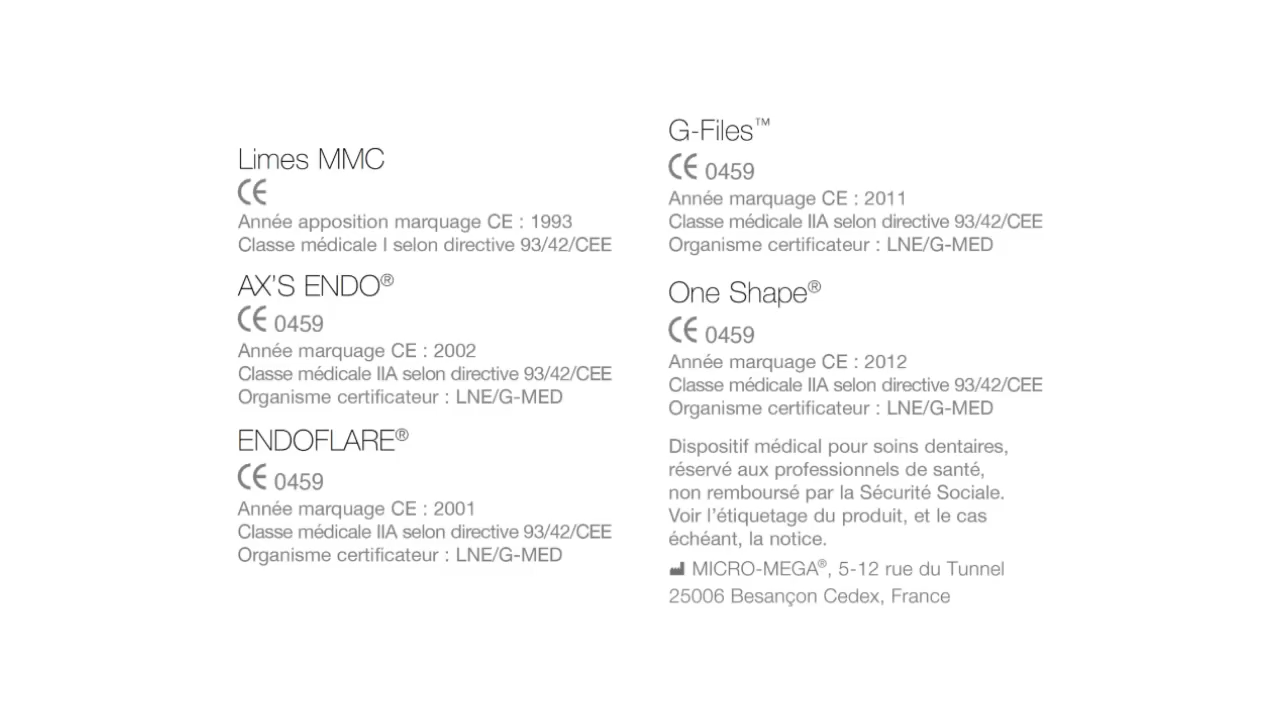 Limes MMC
CE
Année apposition marquage CE : 1993
Classe médicale I selon directive 93/42/CEE
AX'S ENDO®
CE 0459
Année marquage CE : 2002
Classe médicale IIA selon directive 93/42/CEE
Organisme certificateur : LNE/G-MED
ENDOFLARE®
CE 0459
Année marquage CE : 2001
Classe médicale IIA selon directive 93/42/CEE
Organisme certificateur : LNE/G-MED
G-Files™
CE 0459
Année marquage CE : 2011
Classe médicale IIA selon directive 93/42/CEE
Organisme certificateur : LNE/G-MED
One Shape®
CE 0459
Année marquage CE : 2012
Classe médicale IIA selon directive 93/42/CEE
Organisme certificateur : LNE/G-MED
Dispositif médical pour soins dentaires,
réservé aux professionnels de santé,
non remboursé par la Sécurité Sociale.
Voir l'étiquetage du produit, et le cas
échéant, la notice.
MICRO-MEGA®, 5-12 rue du Tunnel
25006 Besançon Cedex, France